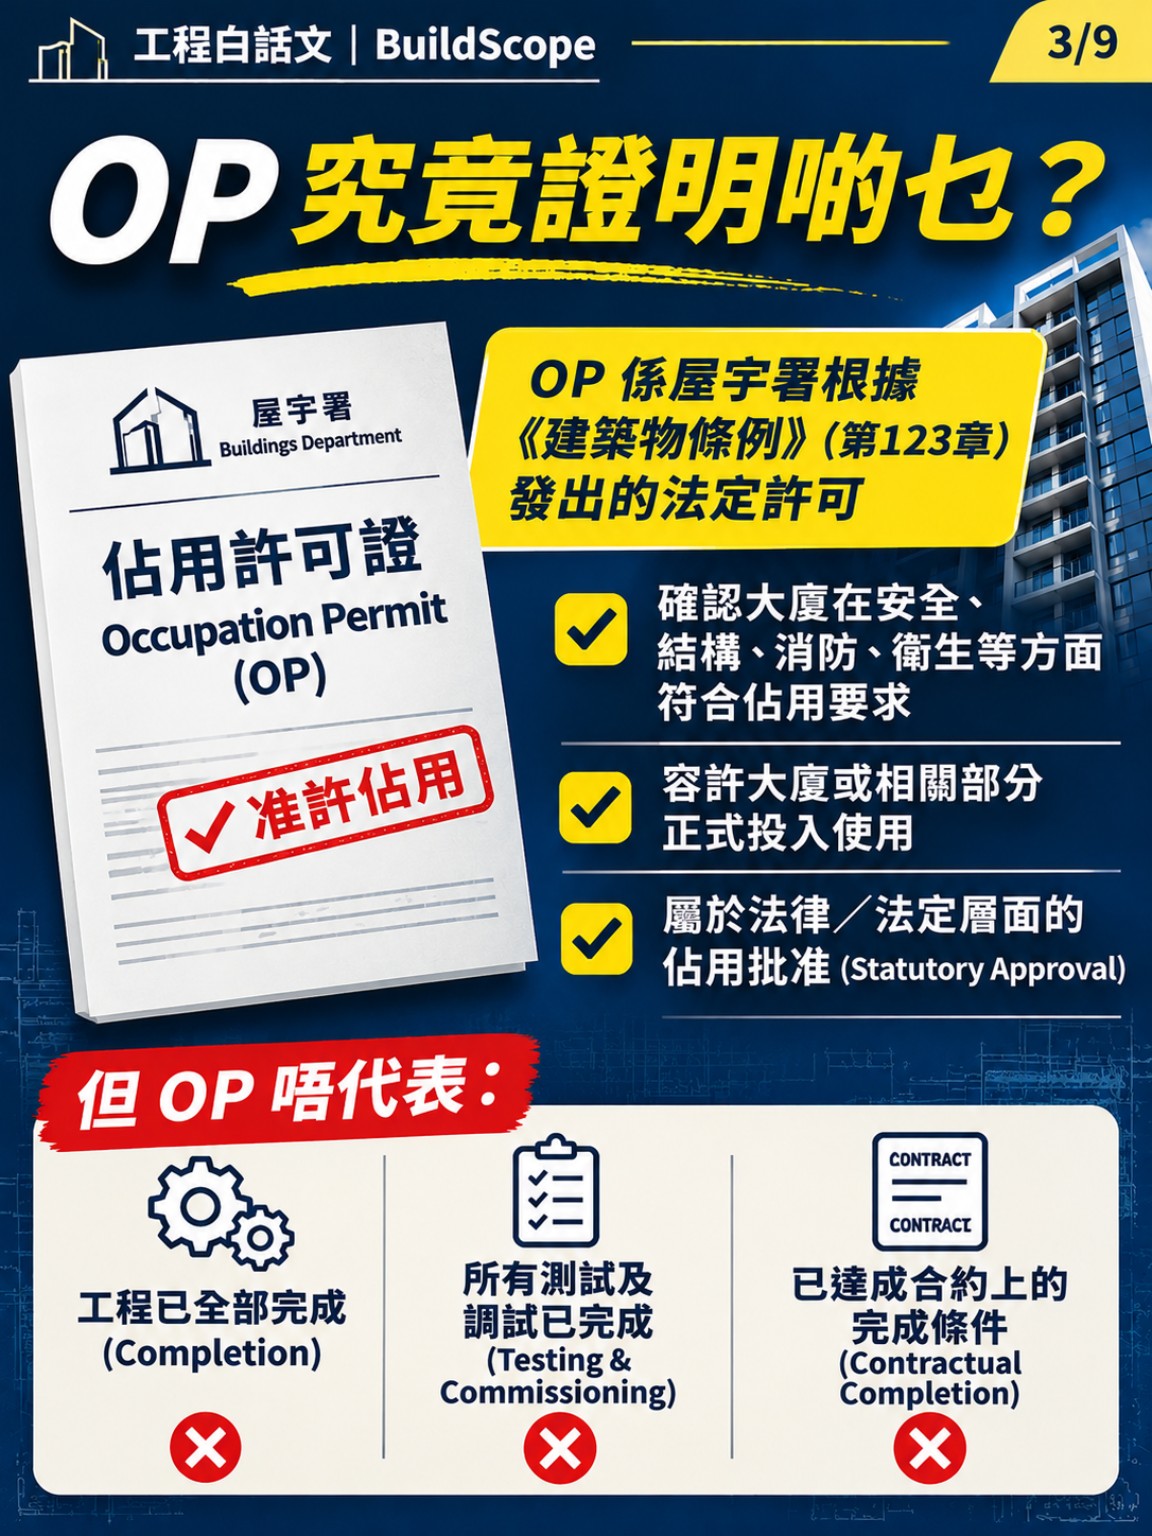 工程白話文｜BuildScope
3/9
OP 究竟證明啲乜？
屋宇署
Buildings Department
佔用許可證
Occupation Permit
(OP)
准許佔用
OP 係屋宇署根據
《建築物條例》(第123章)
發出的法定許可
確認大廈在安全、
結構、消防、衛生等方面
符合佔用要求
容許大廈或相關部分
正式投入使用
屬於法律／法定層面的
佔用批准 (Statutory Approval)
但 OP 唔代表：
工程已全部完成
(Completion)
所有測試及
調試已完成
(Testing &
Commissioning)
CONTRACT
CONTRACT
已達成合約上的
完成條件
(Contractual
Completion)